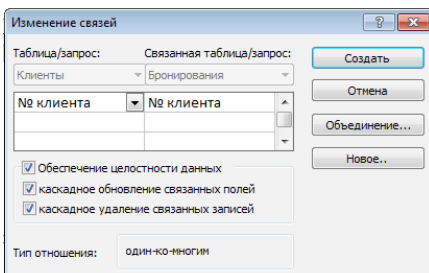 Изменение связей
Таблица/запрос: Связанная таблица/запрос:
Клиенты Бронирования
№ клиента № клиента
Обеспечение целостности данных
каскадное обновление связанных полей
каскадное удаление связанных записей
Тип отношения: один-ко-многим
Создать
Отмена
Объединение...
Новое..